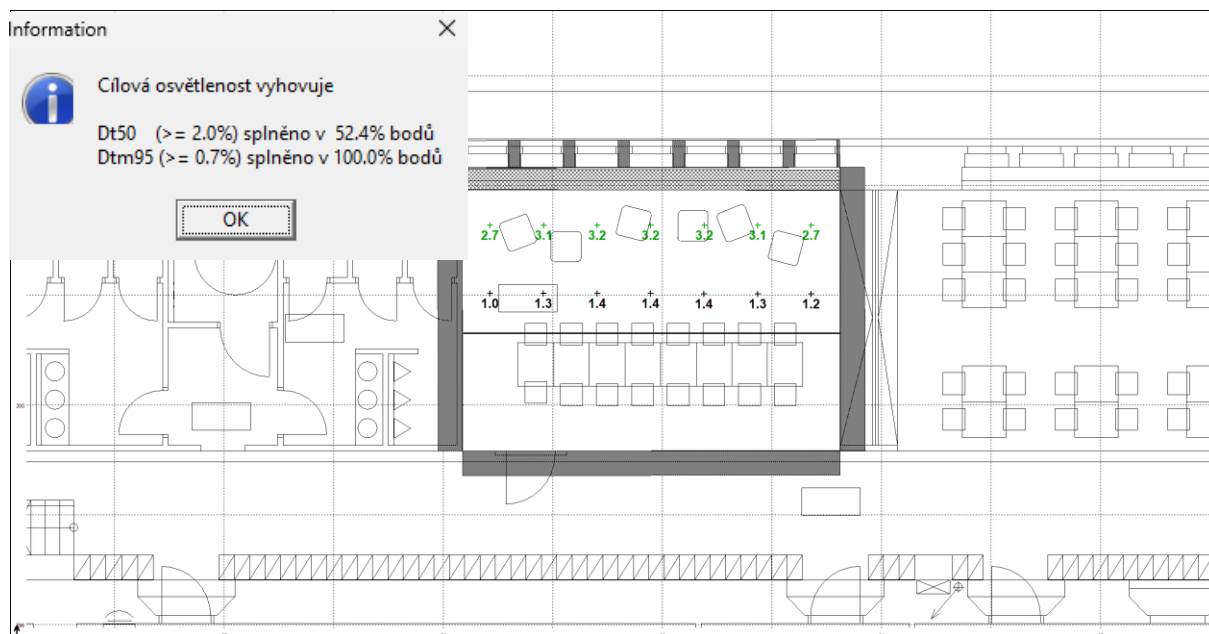 Information
Cílová osvětlenost vyhovuje
Dt50 (>= 2.0%) splněno v 52.4% bodů
Dtm95 (>= 0.7%) splněno v 100.0% bodů
OK
2.7 3.1 3.2 3.2 3.2 3.1 2.7
1.0 1.3 1.4 1.4 1.4 1.3 1.2